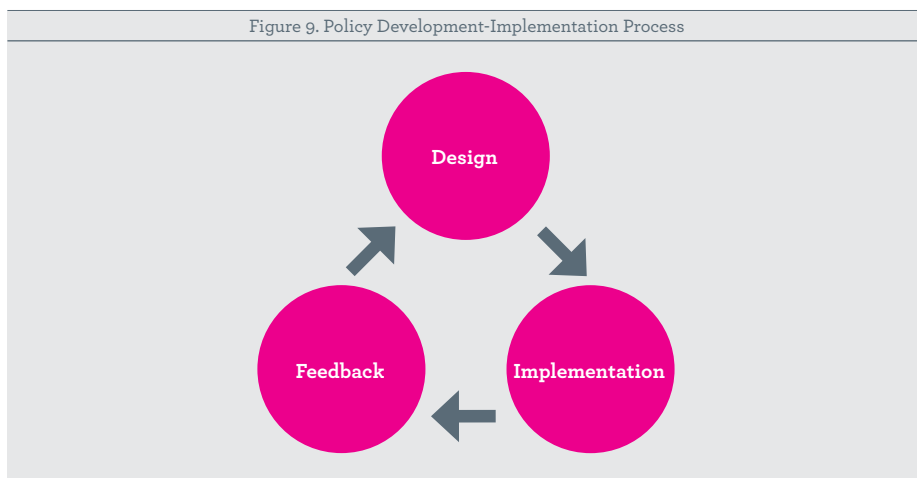 Figure 9. Policy Development-Implementation Process
Design
Feedback
Implementation